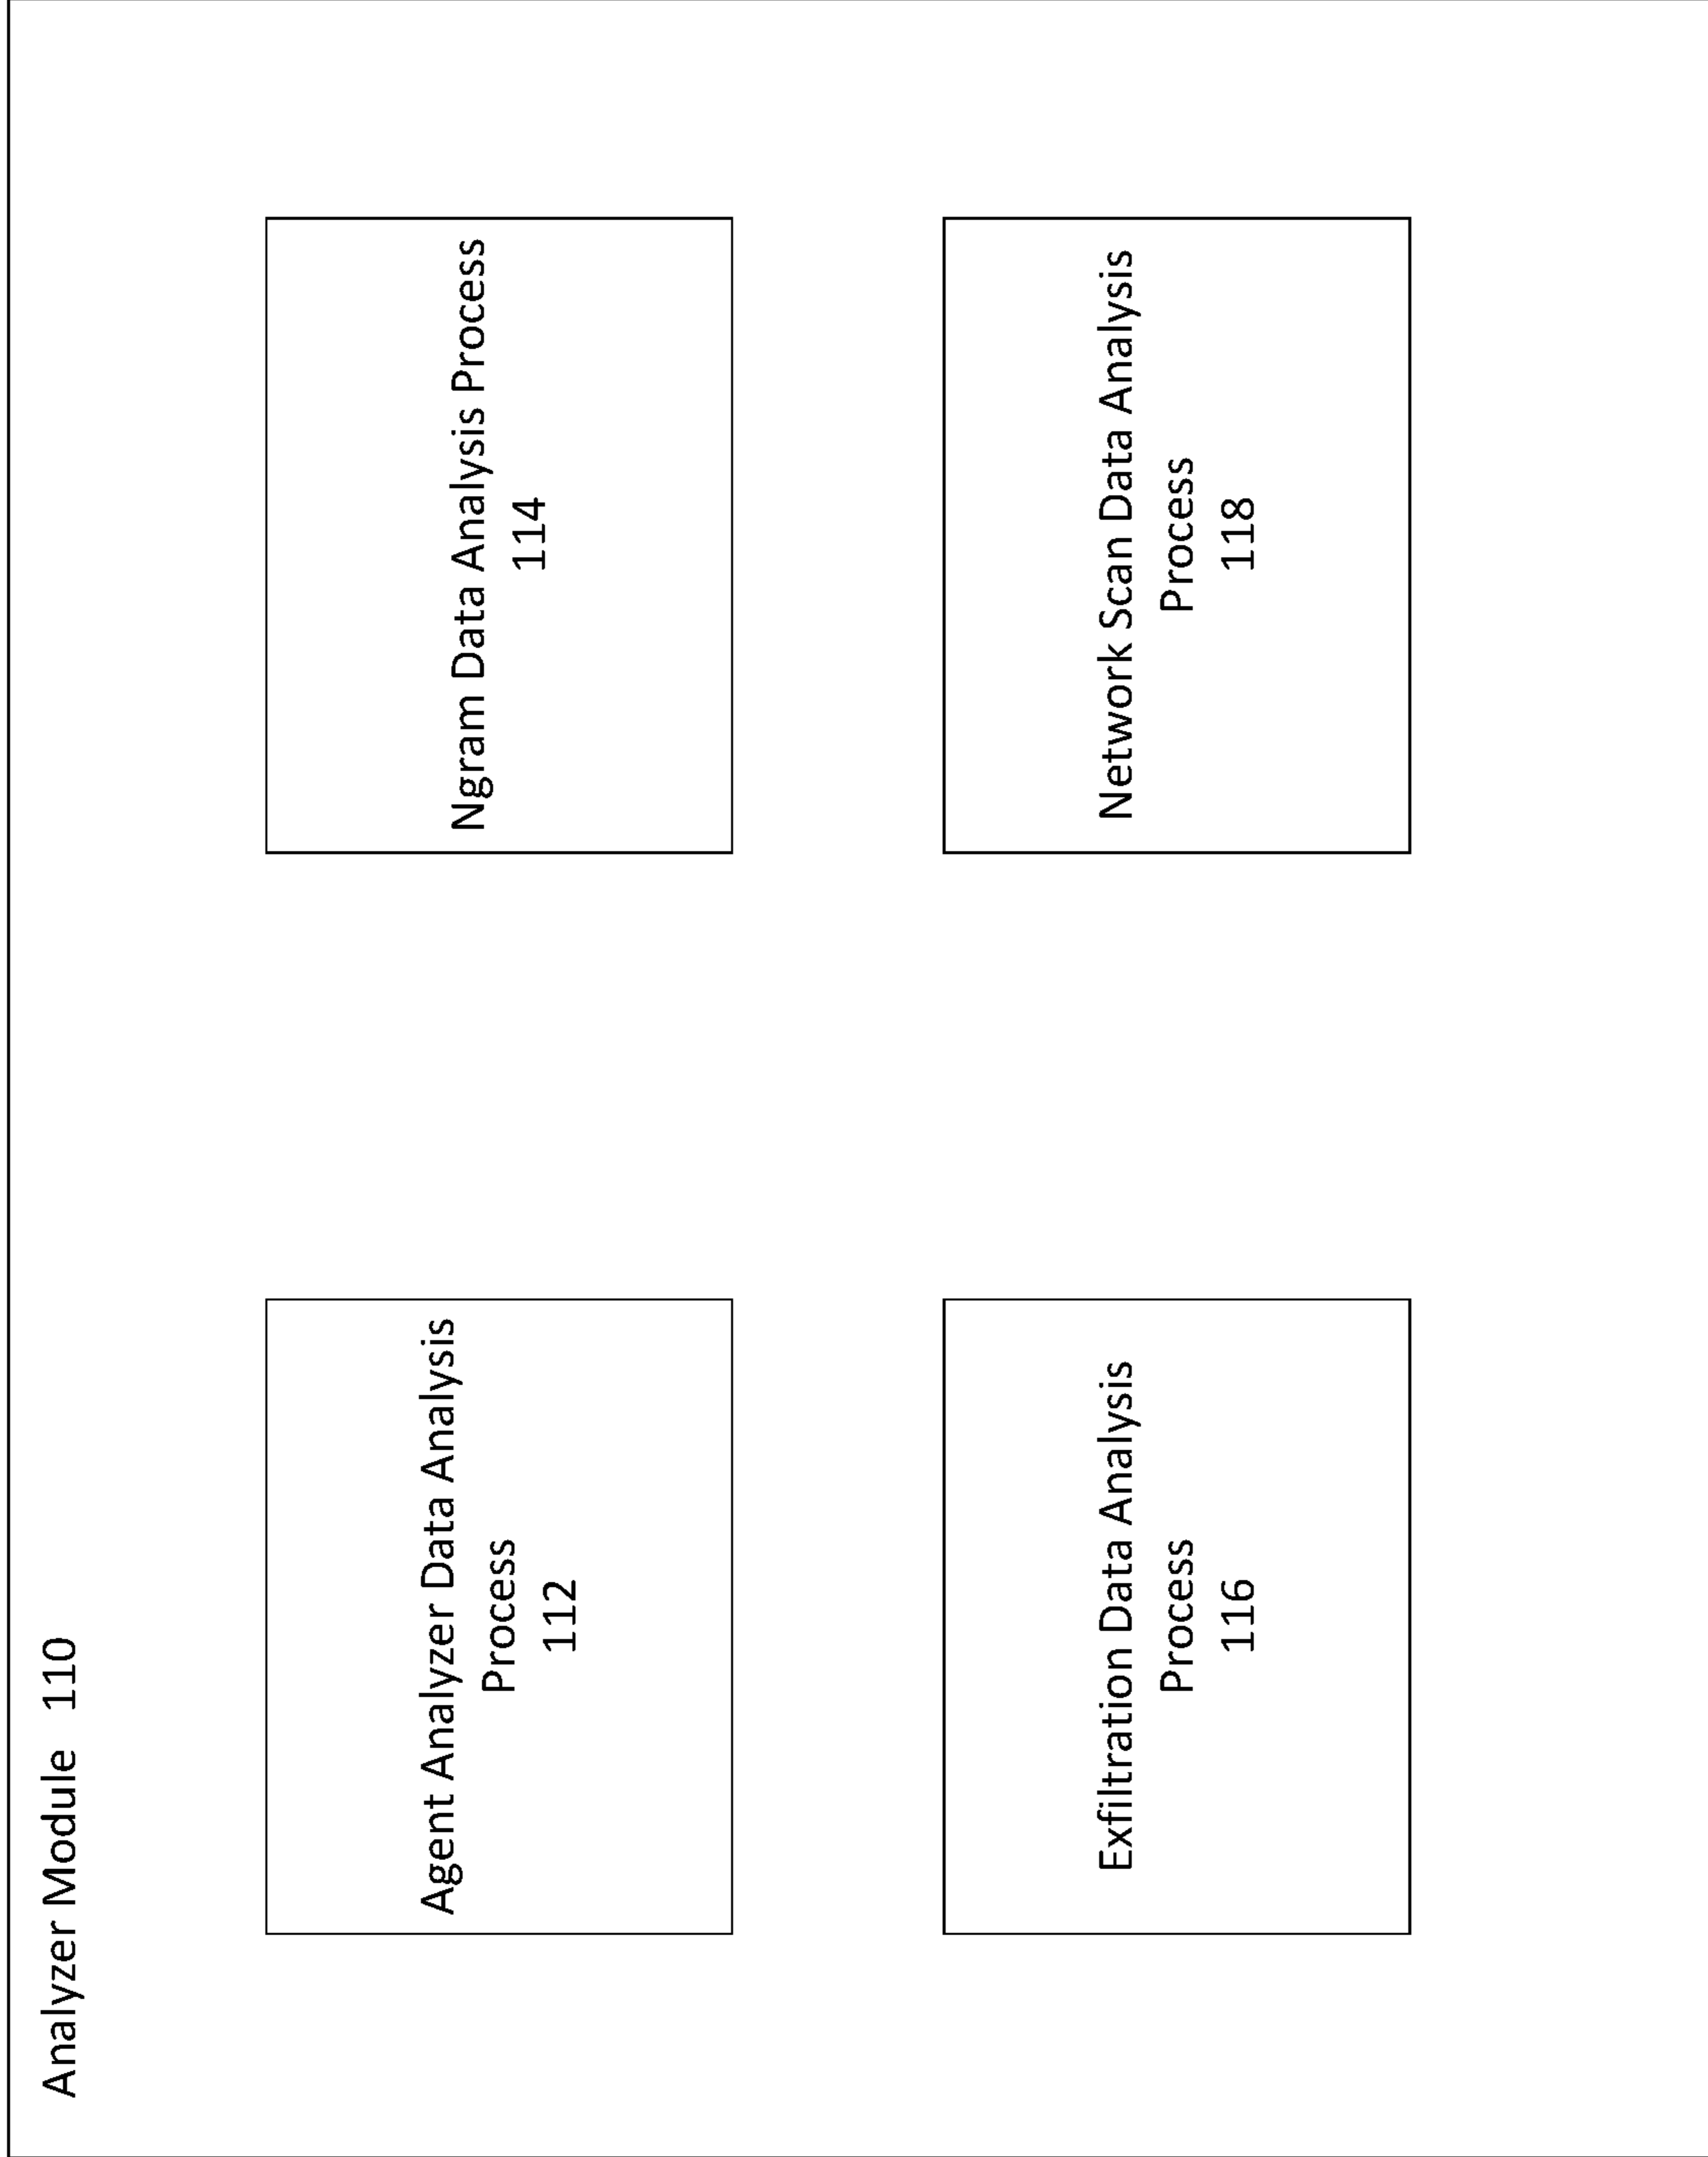 Analyzer Module 110
Agent Analyzer Data Analysis
Process
112
Ngram Data Analysis Process
114
Exfiltration Data Analysis
Process
116
Network Scan Data Analysis
Process
118